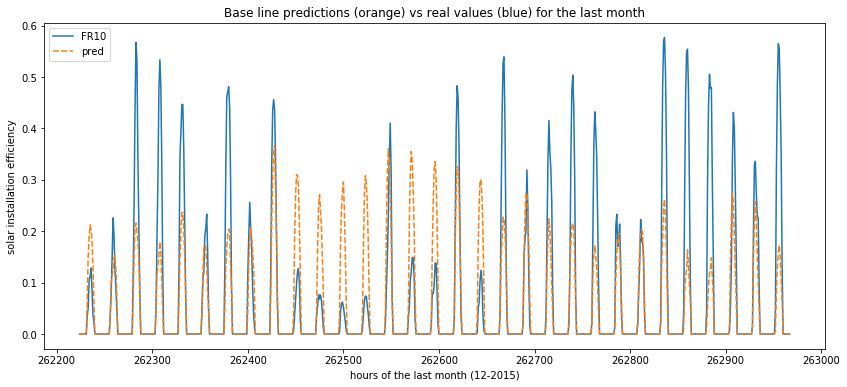 Base line predictions (orange) vs real values (blue) for the last month
FR10
pred
solar installation efficiency
0.6
0.5
0.4
0.3
0.2
0.1
0.0
262200 262300 262400 262500 262600 262700 262800 262900 263000
hours of the last month (12-2015)